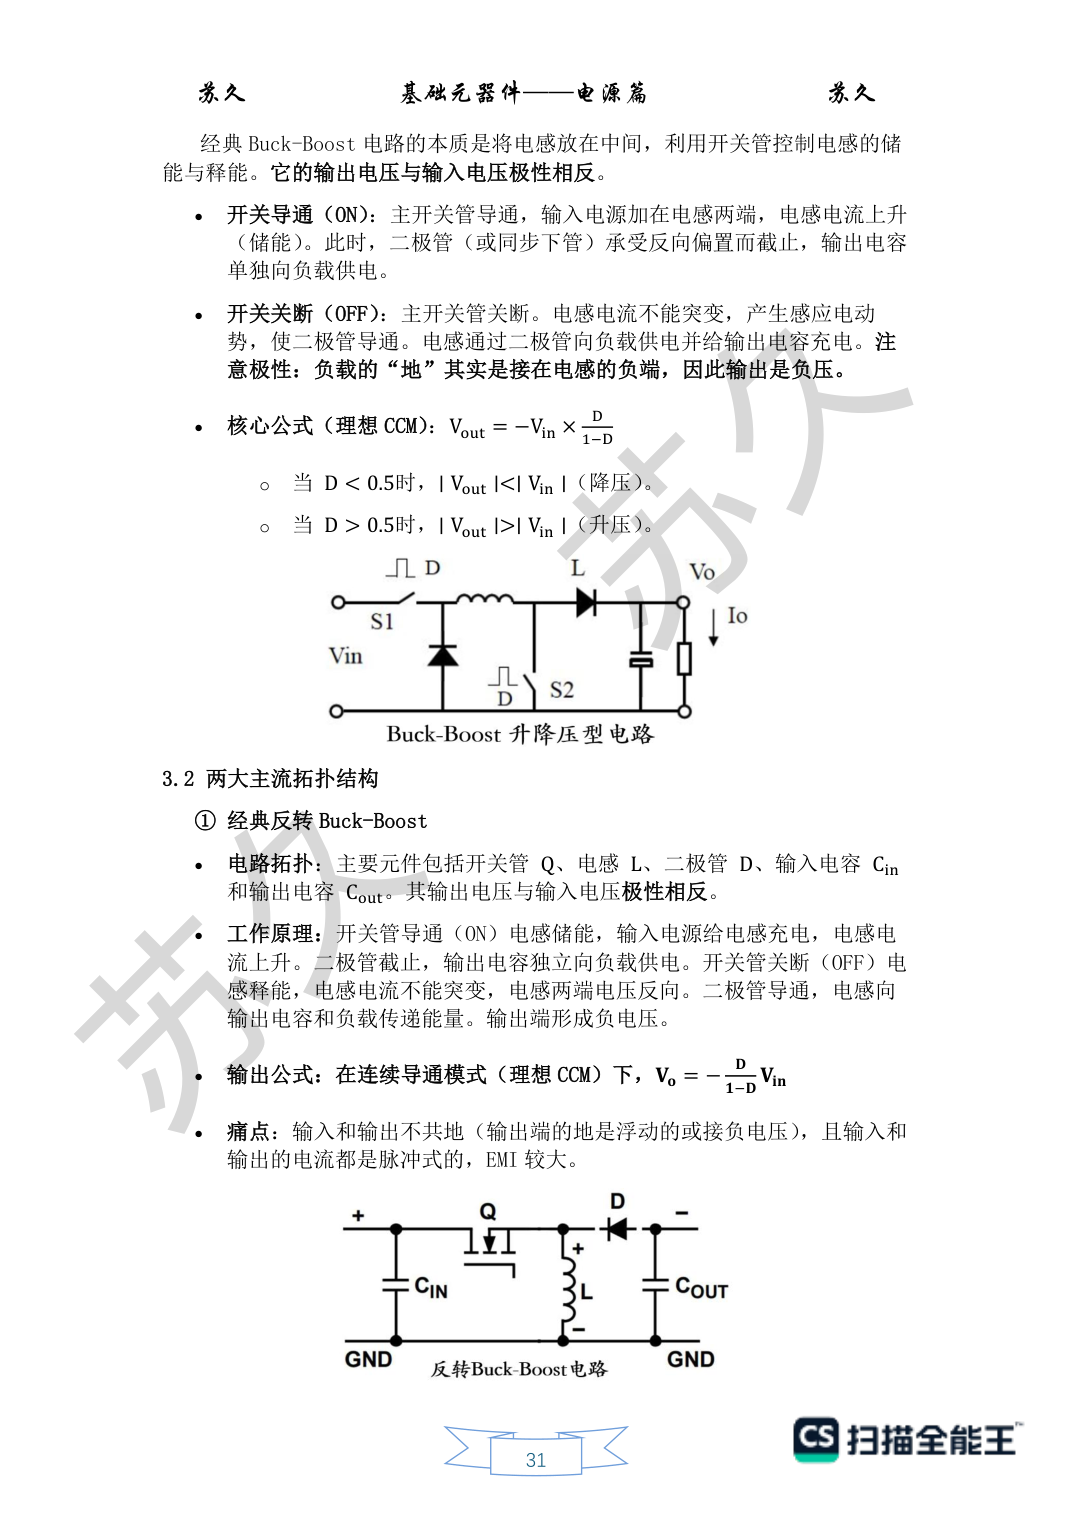 苏久 基础元器件——电源篇 苏久
经典 Buck-Boost 电路的本质是将电感放在中间，利用开关管控制电感的储
能与释能。它的输出电压与输入电压极性相反。
• 开关导通（ON）：主开关管导通，输入电源加在电感两端，电感电流上升
（储能）。此时，二极管（或同步下管）承受反向偏置而截止，输出电容
单独向负载供电。
• 开关关断（OFF）：主开关管关断。电感电流不能突变，产生感应电动
势，使二极管导通。电感通过二极管向负载供电并给输出电容充电。注
意极性：负载的“地”其实是接在电感的负端，因此输出是负压。
• 核心公式（理想 CCM）：V_out = −V_in × D/(1−D)
o 当 D < 0.5时，| V_out |<| V_in |（降压）。
o 当 D > 0.5时，| V_out |>| V_in |（升压）。
D L Vo
S1 Io
Vin
D S2
Buck-Boost 升降压型电路
3.2 两大主流拓扑结构
① 经典反转 Buck-Boost
• 电路拓扑：主要元件包括开关管 Q、电感 L、二极管 D、输入电容 C_in
和输出电容 C_out。其输出电压与输入电压极性相反。
• 工作原理：开关管导通（ON）电感储能，输入电源给电感充电，电感电
流上升。二极管截止，输出电容独立向负载供电。开关管关断（OFF）电
感释能，电感电流不能突变，电感两端电压反向。二极管导通，电感向
输出电容和负载传递能量。输出端形成负电压。
• 输出公式：在连续导通模式（理想 CCM）下，V_o = − D/(1−D) V_in
• 痛点：输入和输出不共地（输出端的地是浮动的或接负电压），且输入和
输出的电流都是脉冲式的，EMI 较大。
+ Q D −
+
C_IN L C_OUT
−
GND GND
反转Buck-Boost电路
31
CS 扫描全能王™
苏久
苏久